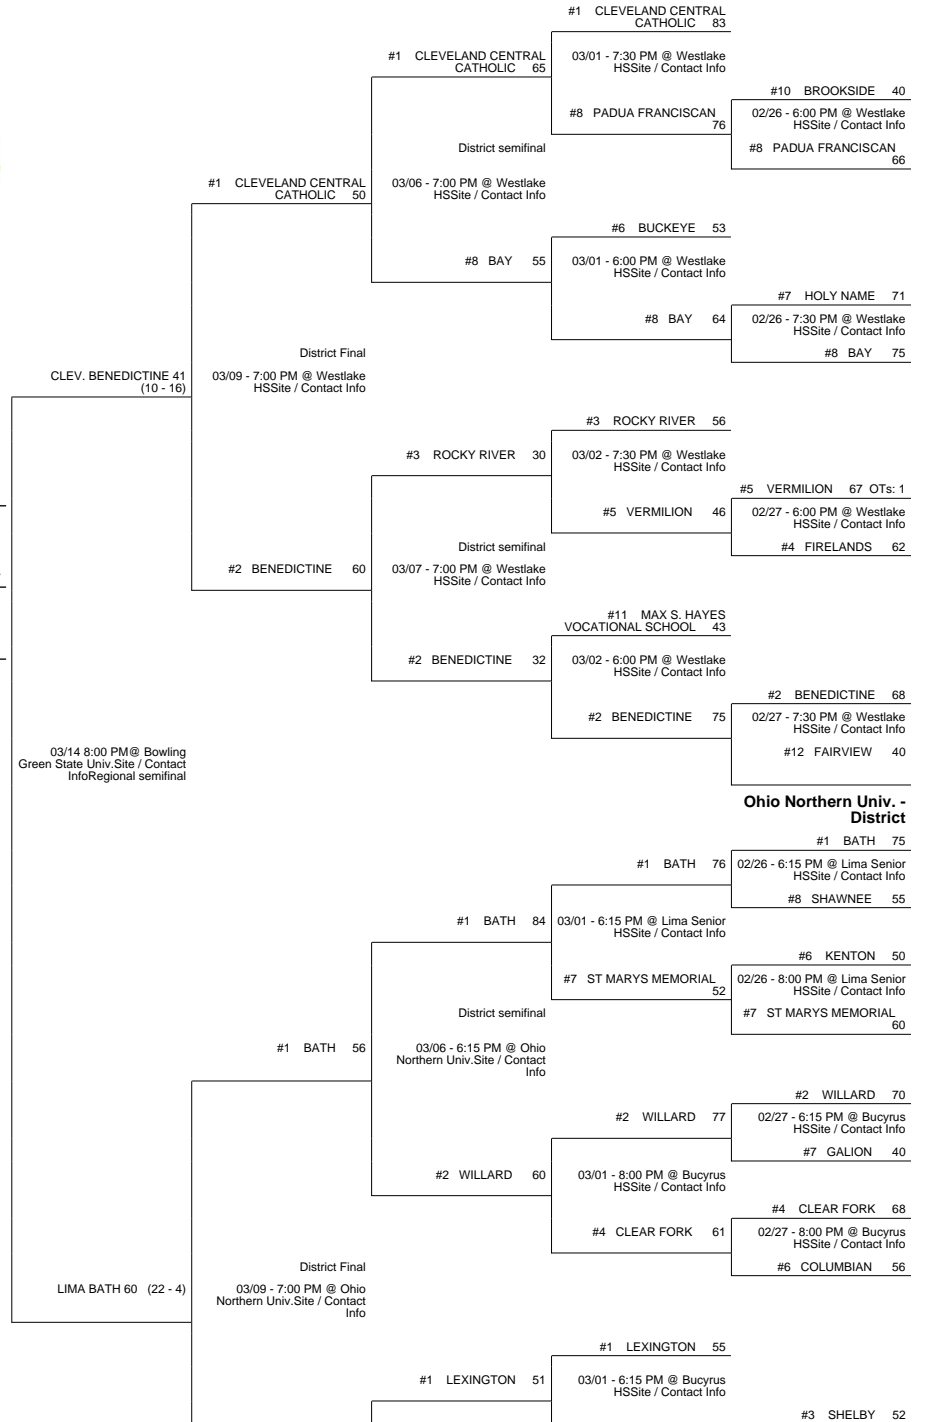 #1 CLEVELAND CENTRAL
CATHOLIC 83
#1 CLEVELAND CENTRAL
CATHOLIC 65
03/01 - 7:30 PM @ Westlake
HSSite / Contact Info
#10 BROOKSIDE 40
#8 PADUA FRANCISCAN
76
02/26 - 6:00 PM @ Westlake
HSSite / Contact Info
District semifinal
#8 PADUA FRANCISCAN
66
#1 CLEVELAND CENTRAL
CATHOLIC 50
03/06 - 7:00 PM @ Westlake
HSSite / Contact Info
#6 BUCKEYE 53
#8 BAY 55
03/01 - 6:00 PM @ Westlake
HSSite / Contact Info
#7 HOLY NAME 71
#8 BAY 64
02/26 - 7:30 PM @ Westlake
HSSite / Contact Info
District Final
#8 BAY 75
CLEV. BENEDICTINE 41
(10 - 16)
03/09 - 7:00 PM @ Westlake
HSSite / Contact Info
#3 ROCKY RIVER 56
#3 ROCKY RIVER 30
03/02 - 7:30 PM @ Westlake
HSSite / Contact Info
#5 VERMILION 67 OTs: 1
#5 VERMILION 46
02/27 - 6:00 PM @ Westlake
HSSite / Contact Info
District semifinal
#4 FIRELANDS 62
#2 BENEDICTINE 60
03/07 - 7:00 PM @ Westlake
HSSite / Contact Info
#11 MAX S. HAYES
VOCATIONAL SCHOOL 43
#2 BENEDICTINE 32
03/02 - 6:00 PM @ Westlake
HSSite / Contact Info
#2 BENEDICTINE 68
#2 BENEDICTINE 75
02/27 - 7:30 PM @ Westlake
HSSite / Contact Info
#12 FAIRVIEW 40
03/14 8:00 PM@ Bowling
Green State Univ.Site / Contact
InfoRegional semifinal
Ohio Northern Univ. -
District
#1 BATH 75
#1 BATH 76
02/26 - 6:15 PM @ Lima Senior
HSSite / Contact Info
#8 SHAWNEE 55
#1 BATH 84
03/01 - 6:15 PM @ Lima Senior
HSSite / Contact Info
#6 KENTON 50
#7 ST MARYS MEMORIAL
52
02/26 - 8:00 PM @ Lima Senior
HSSite / Contact Info
District semifinal
#7 ST MARYS MEMORIAL
60
#1 BATH 56
03/06 - 6:15 PM @ Ohio
Northern Univ.Site / Contact
Info
#2 WILLARD 70
#2 WILLARD 77
02/27 - 6:15 PM @ Bucyrus
HSSite / Contact Info
#7 GALION 40
#2 WILLARD 60
03/01 - 8:00 PM @ Bucyrus
HSSite / Contact Info
#4 CLEAR FORK 68
#4 CLEAR FORK 61
02/27 - 8:00 PM @ Bucyrus
HSSite / Contact Info
District Final
#6 COLUMBIAN 56
LIMA BATH 60 (22 - 4)
03/09 - 7:00 PM @ Ohio
Northern Univ.Site / Contact
Info
#1 LEXINGTON 55
#1 LEXINGTON 51
03/01 - 6:15 PM @ Bucyrus
HSSite / Contact Info
#3 SHELBY 52